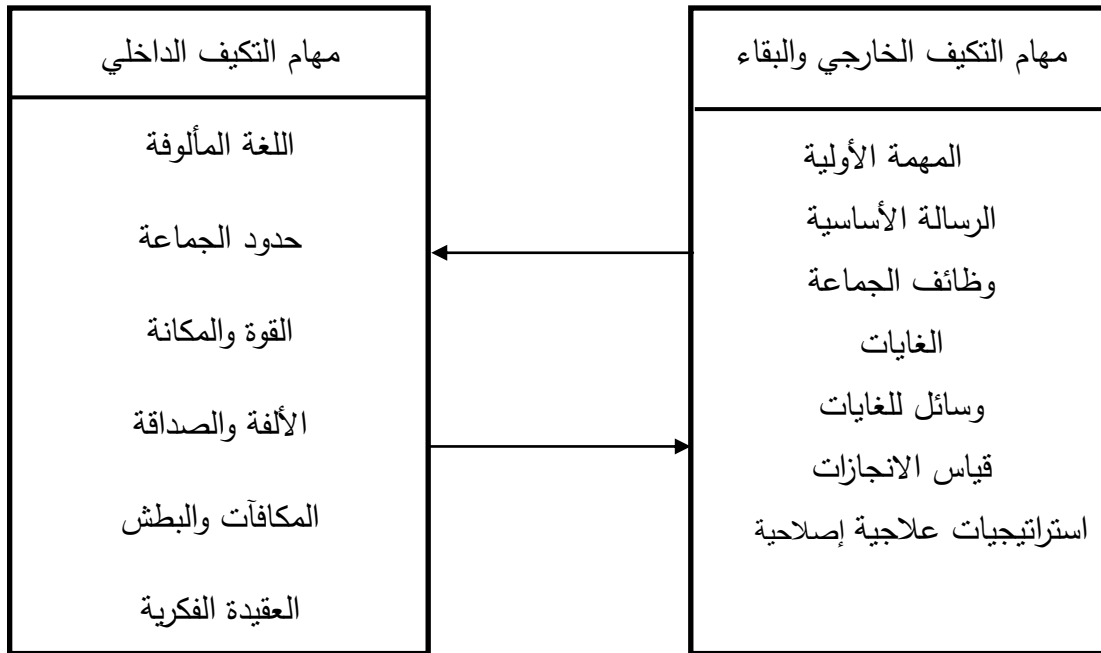 مهام التكيف الخارجي والبقاء
المهمة الأولية
الرسالة الأساسية
وظائف الجماعة
الغايات
وسائل للغايات
قياس الانجازات
استراتيجيات علاجية إصلاحية
مهام التكيف الداخلي
اللغة المألوفة
حدود الجماعة
القوة والمكانة
الألفة والصداقة
المكافآت والبطش
العقيدة الفكرية